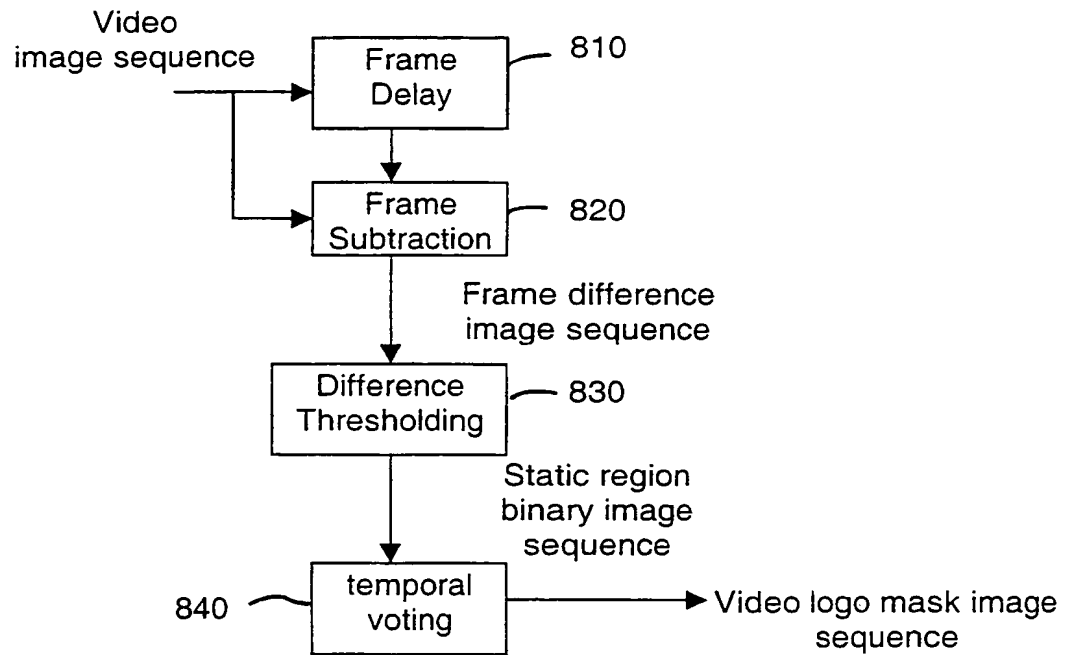 Video
image sequence
Frame
Delay
810
Frame
Subtraction
820
Frame difference
image sequence
Difference
Thresholding
830
Static region
binary image
sequence
temporal
voting
840
Video logo mask image
sequence